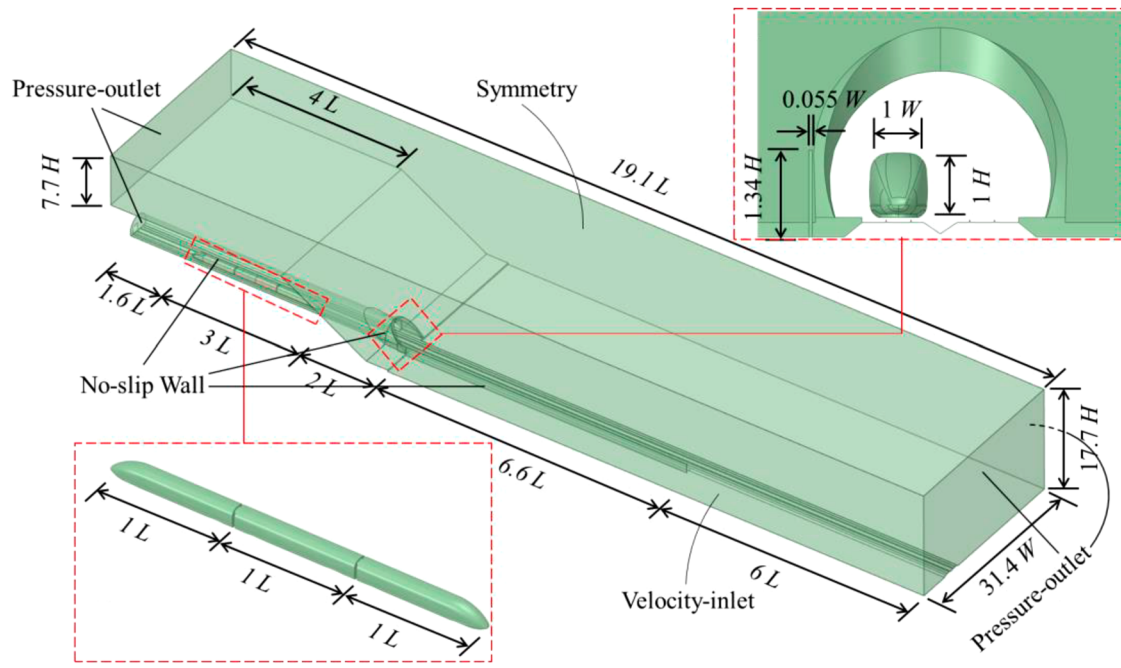 Pressure-outlet
4 L
Symmetry
7.7 H
19.1 L
0.055 W
1 W
1.34 H
1 H
1.6 L
3 L
No-slip Wall
2 L
6.6 L
17.7 H
1 L
1 L
1 L
Velocity-inlet
6 L
31.4 W
Pressure-outlet